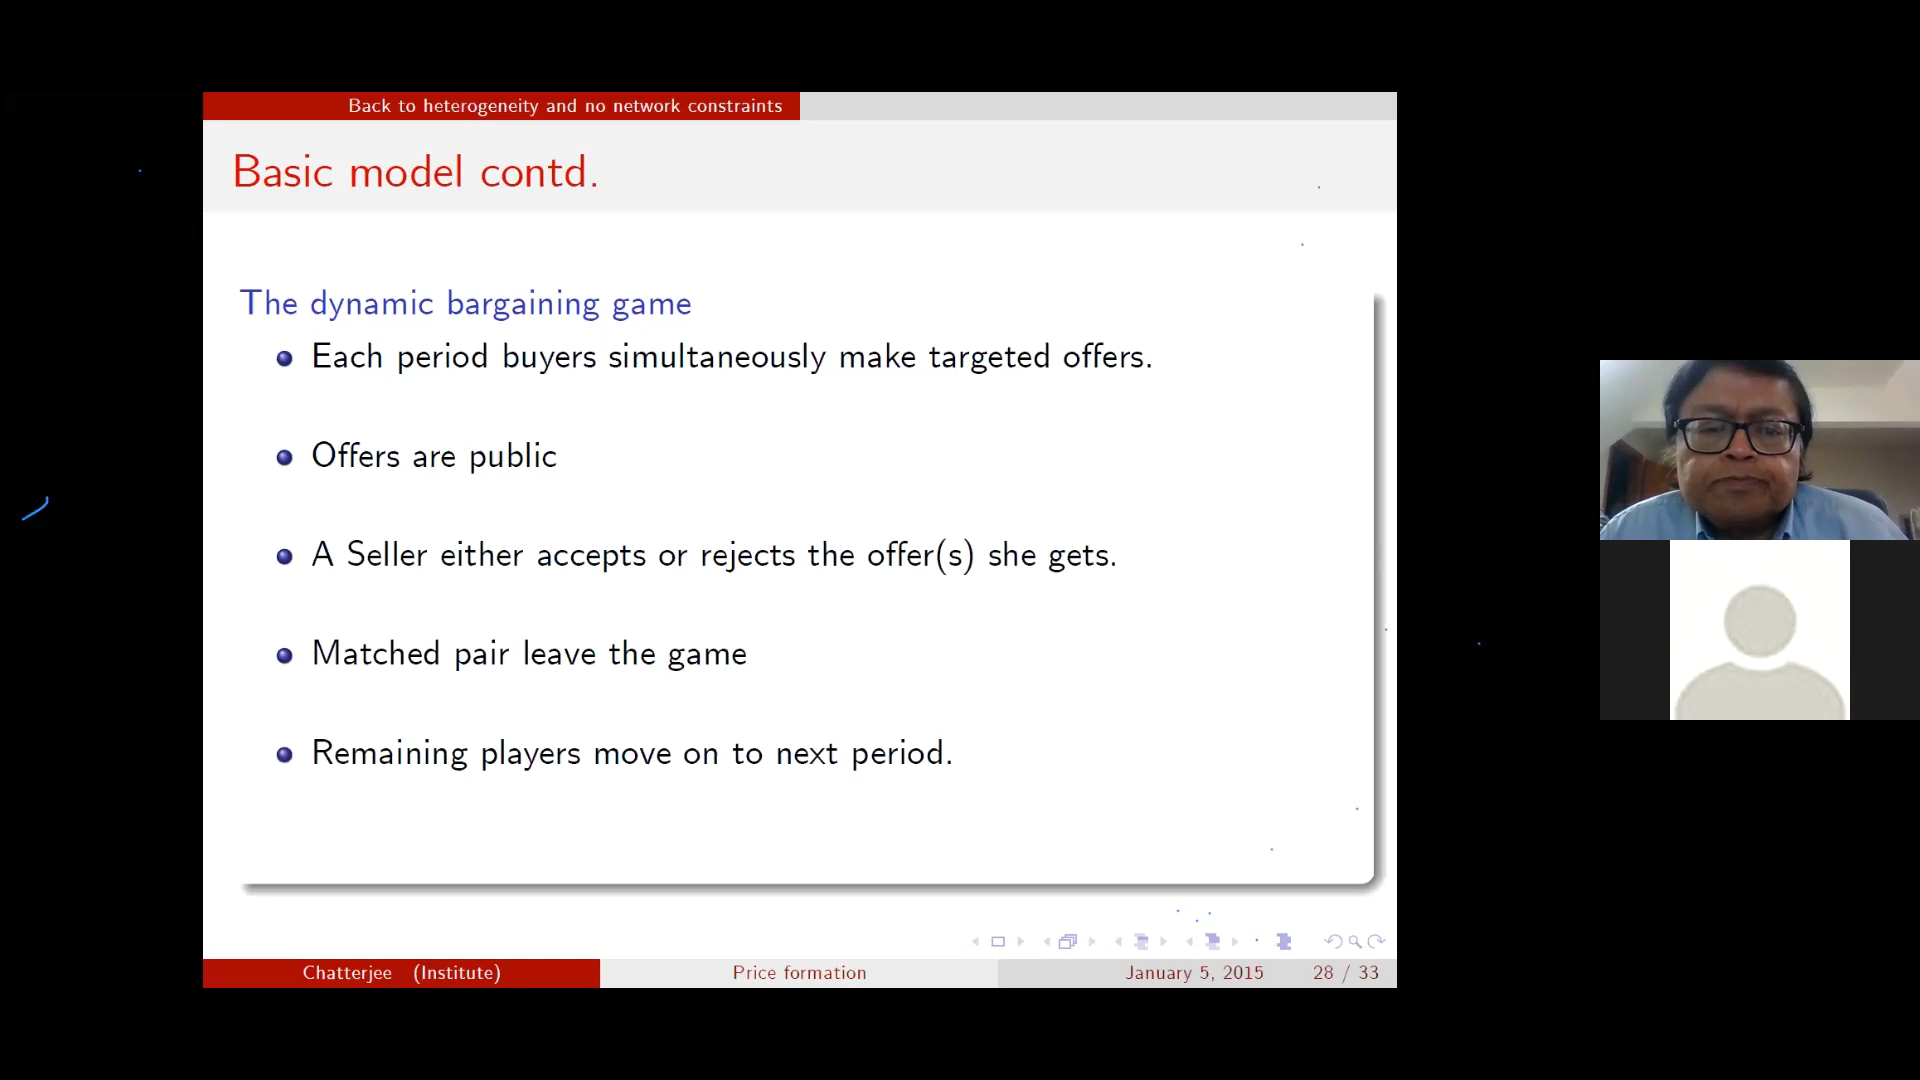 Back to heterogeneity and no network constraints
Basic model contd.
The dynamic bargaining game
Each period buyers simultaneously make targeted offers.
Offers are public
A Seller either accepts or rejects the offer(s) she gets.
Matched pair leave the game
Remaining players move on to next period.
Chatterjee (Institute) Price formation January 5, 2015 28 / 33